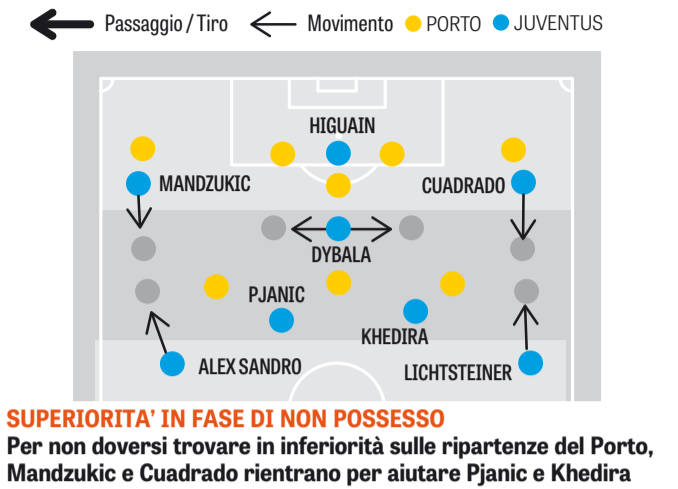 Passaggio / Tiro Movimento PORTO JUVENTUS
HIGUAIN
MANDZUKIC CUADRADO
DYBALA
PJANIC
KHEDIRA
ALEX SANDRO LICHTSTEINER
SUPERIORITA' IN FASE DI NON POSSESSO
Per non doversi trovare in inferiorità sulle ripartenze del Porto,
Mandzukic e Cuadrado rientrano per aiutare Pjanic e Khedira